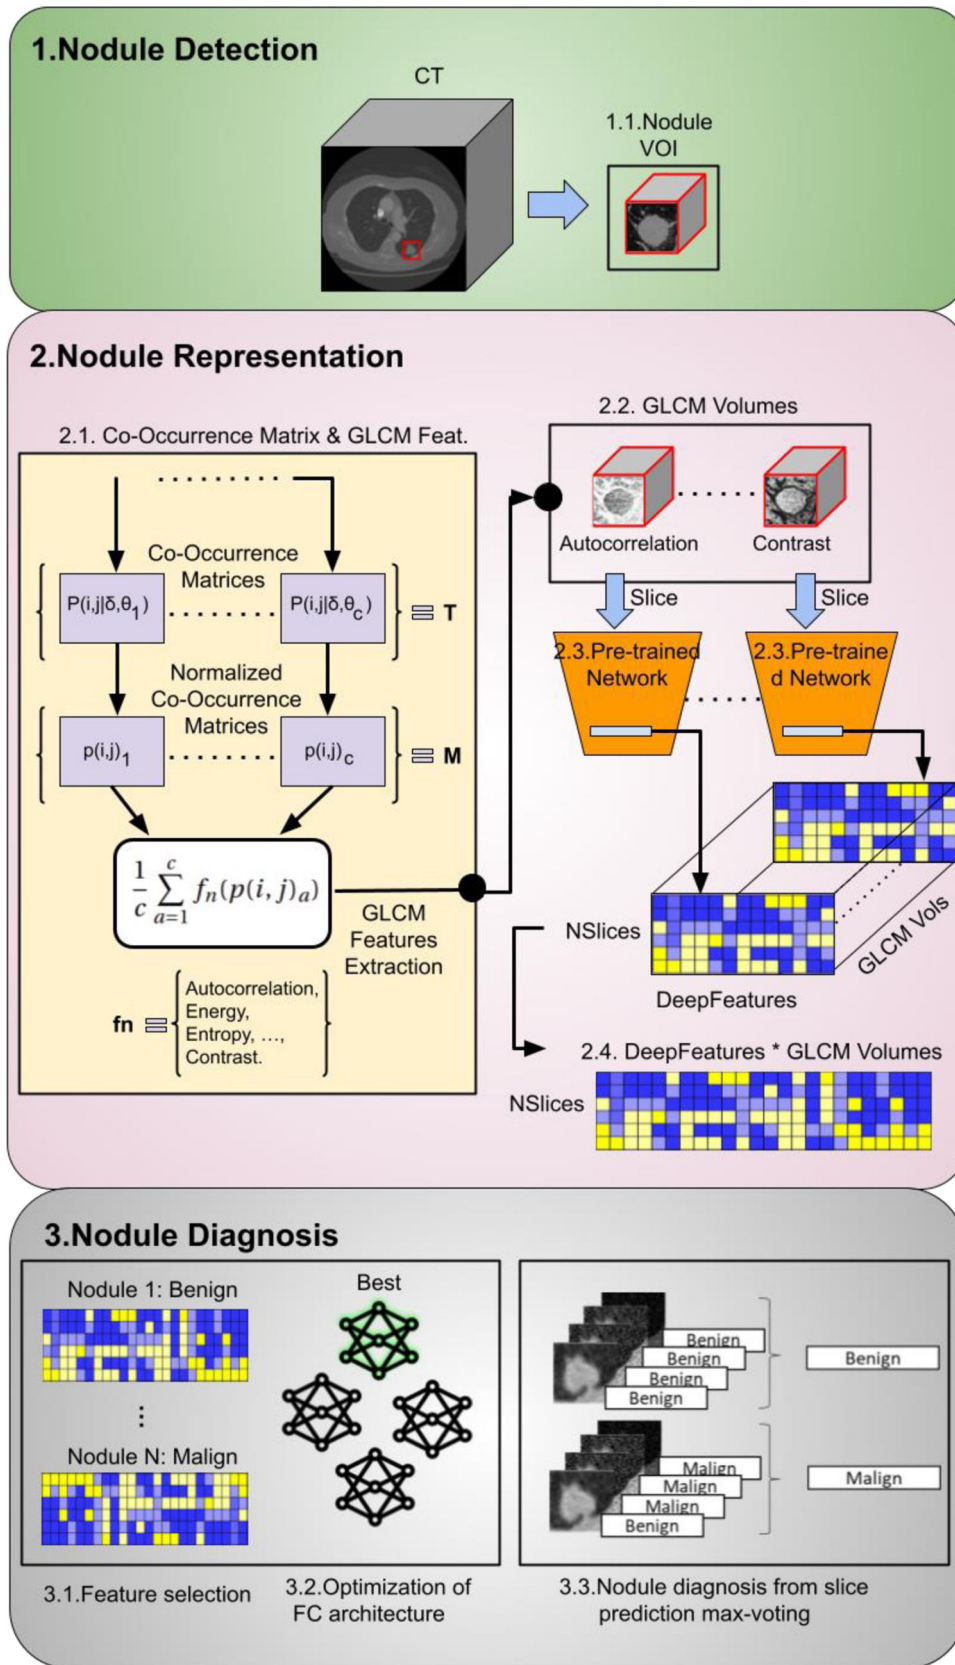 1.Nodule Detection
CT
1.1.Nodule
VOI
2.Nodule Representation
2.1. Co-Occurrence Matrix & GLCM Feat.
Co-Occurrence
Matrices
P(i,j|δ,θ₁)
P(i,j|δ,θ_c)
= T
Normalized
Co-Occurrence
Matrices
p(i,j)₁
p(i,j)_c
= M
1/c ∑_{a=1}^{c} fₙ(p(i, j)ₐ)
GLCM
Features
Extraction
fn =
Autocorrelation,
Energy,
Entropy, ...,
Contrast.
2.2. GLCM Volumes
Autocorrelation
Contrast
Slice
Slice
2.3.Pre-trained
Network
2.3.Pre-traine
d Network
NSlices
DeepFeatures
GLCM Vols
2.4. DeepFeatures * GLCM Volumes
NSlices
3.Nodule Diagnosis
Nodule 1: Benign
Nodule N: Malign
3.1.Feature selection
Best
3.2.Optimization of
FC architecture
Benign
Benign
Benign
Benign
Benign
Malign
Malign
Malign
Benign
Malign
3.3.Nodule diagnosis from slice
prediction max-voting